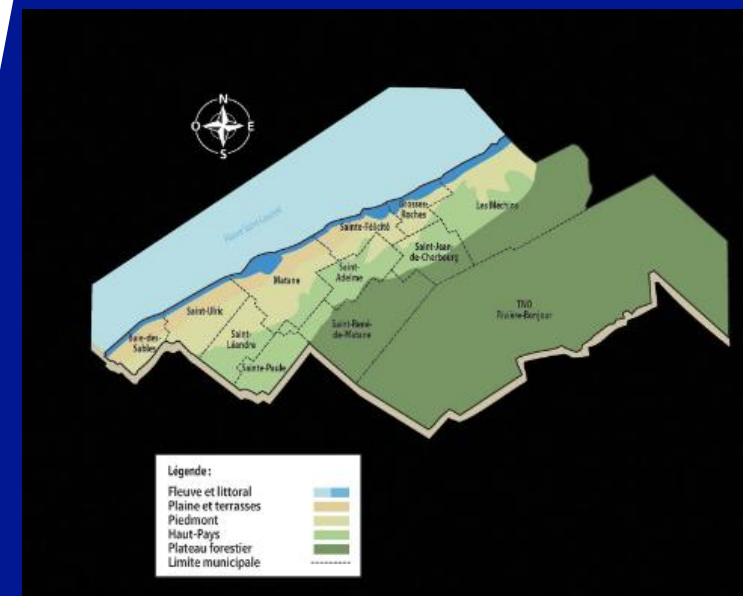 N
O E
S
Fleuve Saint-Laurent
Grosses-
Roches
Les Méchins
Sainte-Félicité
Saint-Jean
de-Cherbourg
Saint-
Adelme
Matane
Saint-Ulric
TNO
Rivière-Bonjour
Saint-René-
de-Matane
Saint-
Léandre
Baie-des-
Sables
Sainte-Paule
Légende :
Fleuve et littoral
Plaine et terrasses
Piedmont
Haut-Pays
Plateau forestier
Limite municipale